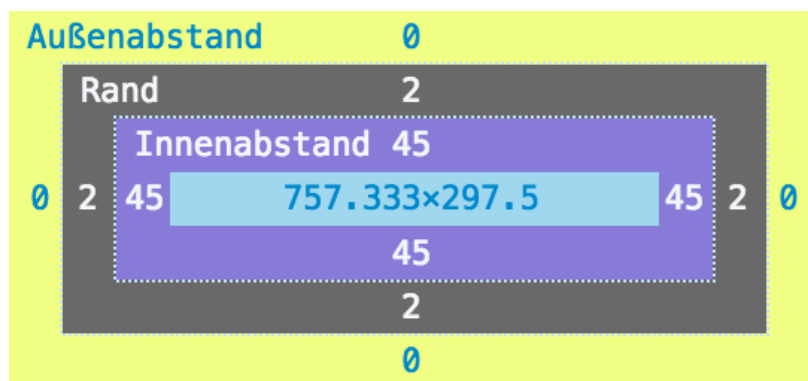 Außenabstand 0
Rand 2
Innenabstand 45
0 2 45 757.333×297.5 45 2 0
45
2
0